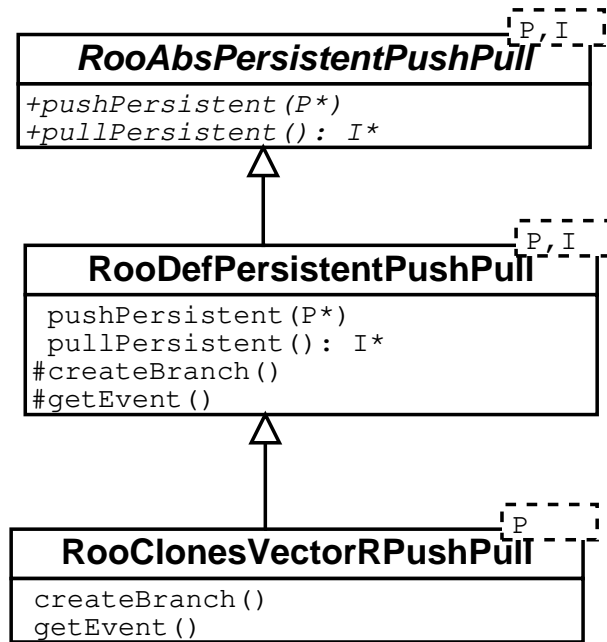 P,I
RooAbsPersistentPushPull
+pushPersistent(P*)
+pullPersistent(): I*
P,I
RooDefPersistentPushPull
pushPersistent(P*)
pullPersistent(): I*
#createBranch()
#getEvent()
P
RooClonesVectorRPushPull
createBranch()
getEvent()